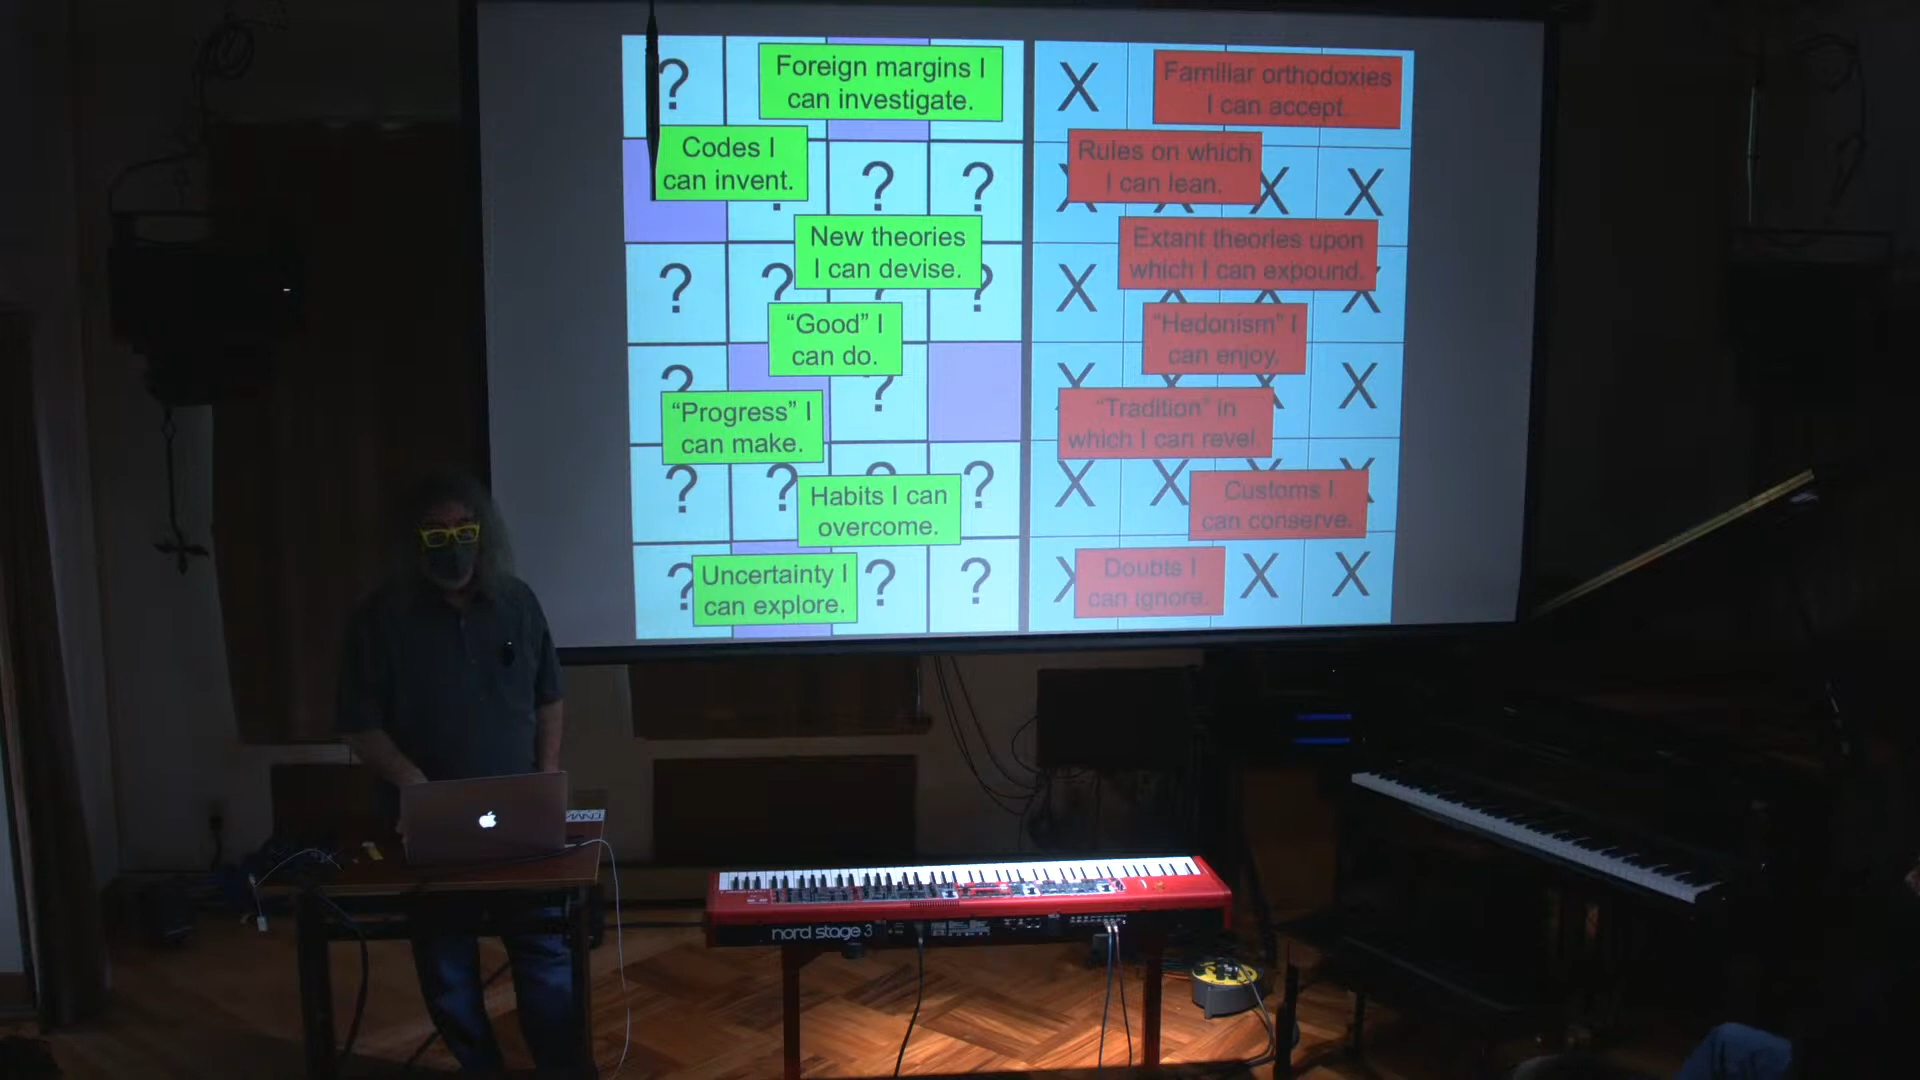 ?
Foreign margins I
can investigate.
Codes I
can invent.
?
?
?
New theories
I can devise.
?
?
?
"Good" I
can do.
?
?
"Progress" I
can make.
?
?
?
Habits I can
overcome.
?
?
Uncertainty I
can explore.
?
?
?
X
Familiar orthodoxies
I can accept.
Rules on which
I can lean.
X
X
X
X
Extant theories upon
which I can expound.
X
X
X
X
"Hedonism" I
can enjoy.
X
X
X
X
"Tradition" in
which I can revel.
X
X
X
X
Customs I
can conserve.
X
Doubts I
can ignore.
X
X
nord stage 3